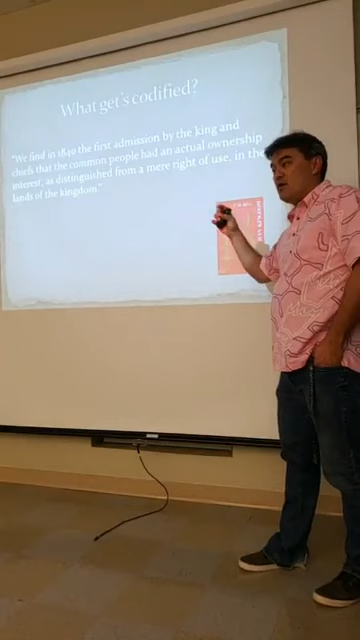 What get's codified?
"We find in 1840 the first admission by the king and
chiefs that the common people had an actual ownership
interest, as distinguished from a mere right of use, in the
lands of the kingdom."